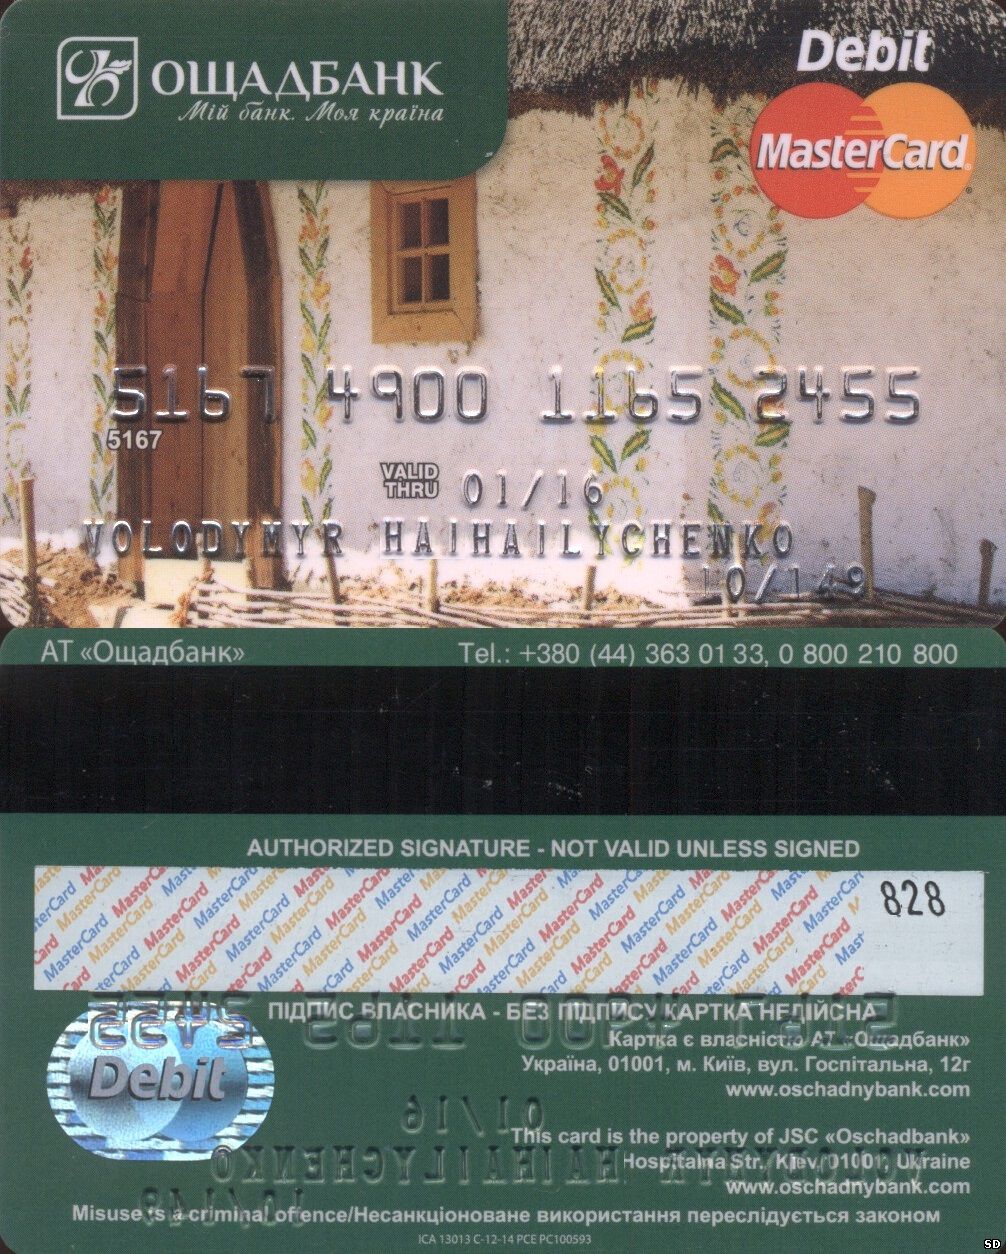 ОЩАДБАНК
Мій банк. Моя країна
Debit
MasterCard
5167 4900 1165 2455
5167
VALID THRU 01/16
VOLODYMYR HAIHAILYCHENKO
10/149
АТ «Ощадбанк» Tel.: +380 (44) 363 01 33, 0 800 210 800
AUTHORIZED SIGNATURE - NOT VALID UNLESS SIGNED
828
ПІДПИС ВЛАСНИКА - БЕЗ ПІДПИСУ КАРТКА НЕДІЙСНА
Картка є власністю АТ «Ощадбанк»
Україна, 01001, м. Київ, вул. Госпітальна, 12г
www.oschadnybank.com
Debit
This card is the property of JSC «Oschadbank»
Hospitalna Str., Kiev, 01001, Ukraine
www.oschadnybank.com
Misuse is a criminal offence/Несанкціоноване використання переслідується законом
ICA 13013 C-12-14 PCE PC100593
SD